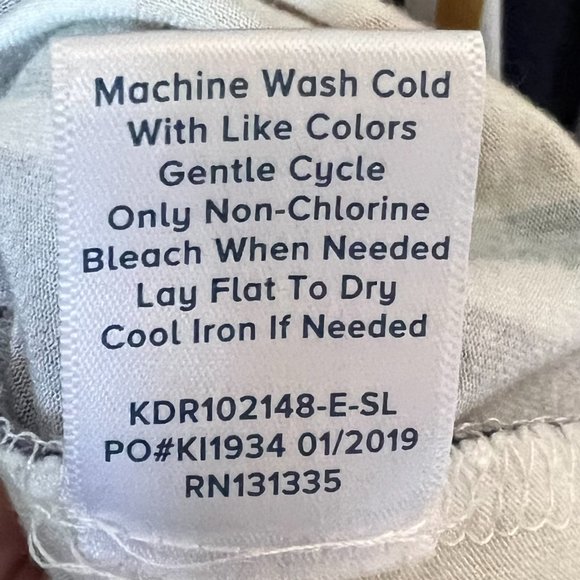 Machine Wash Cold
With Like Colors
Gentle Cycle
Only Non-Chlorine
Bleach When Needed
Lay Flat To Dry
Cool Iron If Needed
KDR102148-E-SL
PO#KI1934 01/2019
RN131335